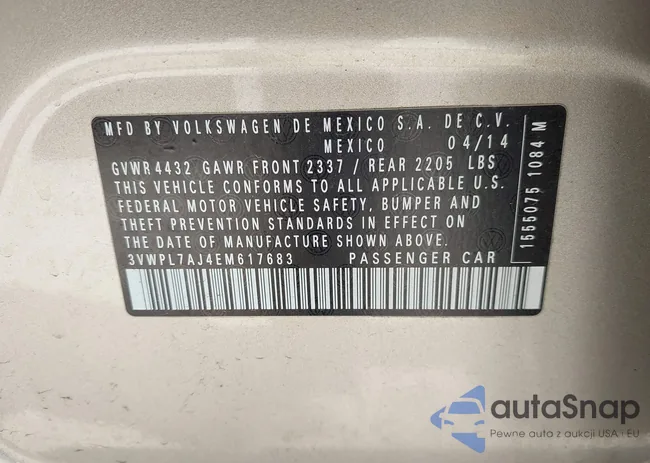 MFD BY VOLKSWAGEN DE MEXICO S.A. DE C.V.
MEXICO 04/14
GVWR 4432 GAWR FRONT 2337 / REAR 2205 LBS
THIS VEHICLE CONFORMS TO ALL APPLICABLE U.S.
FEDERAL MOTOR VEHICLE SAFETY, BUMPER AND
THEFT PREVENTION STANDARDS IN EFFECT ON
THE DATE OF MANUFACTURE SHOWN ABOVE.
3VWPL7AJ4EM617683 PASSENGER CAR
1555075 1084 M
autaSnap
Pewne auta z aukcji USA · EU